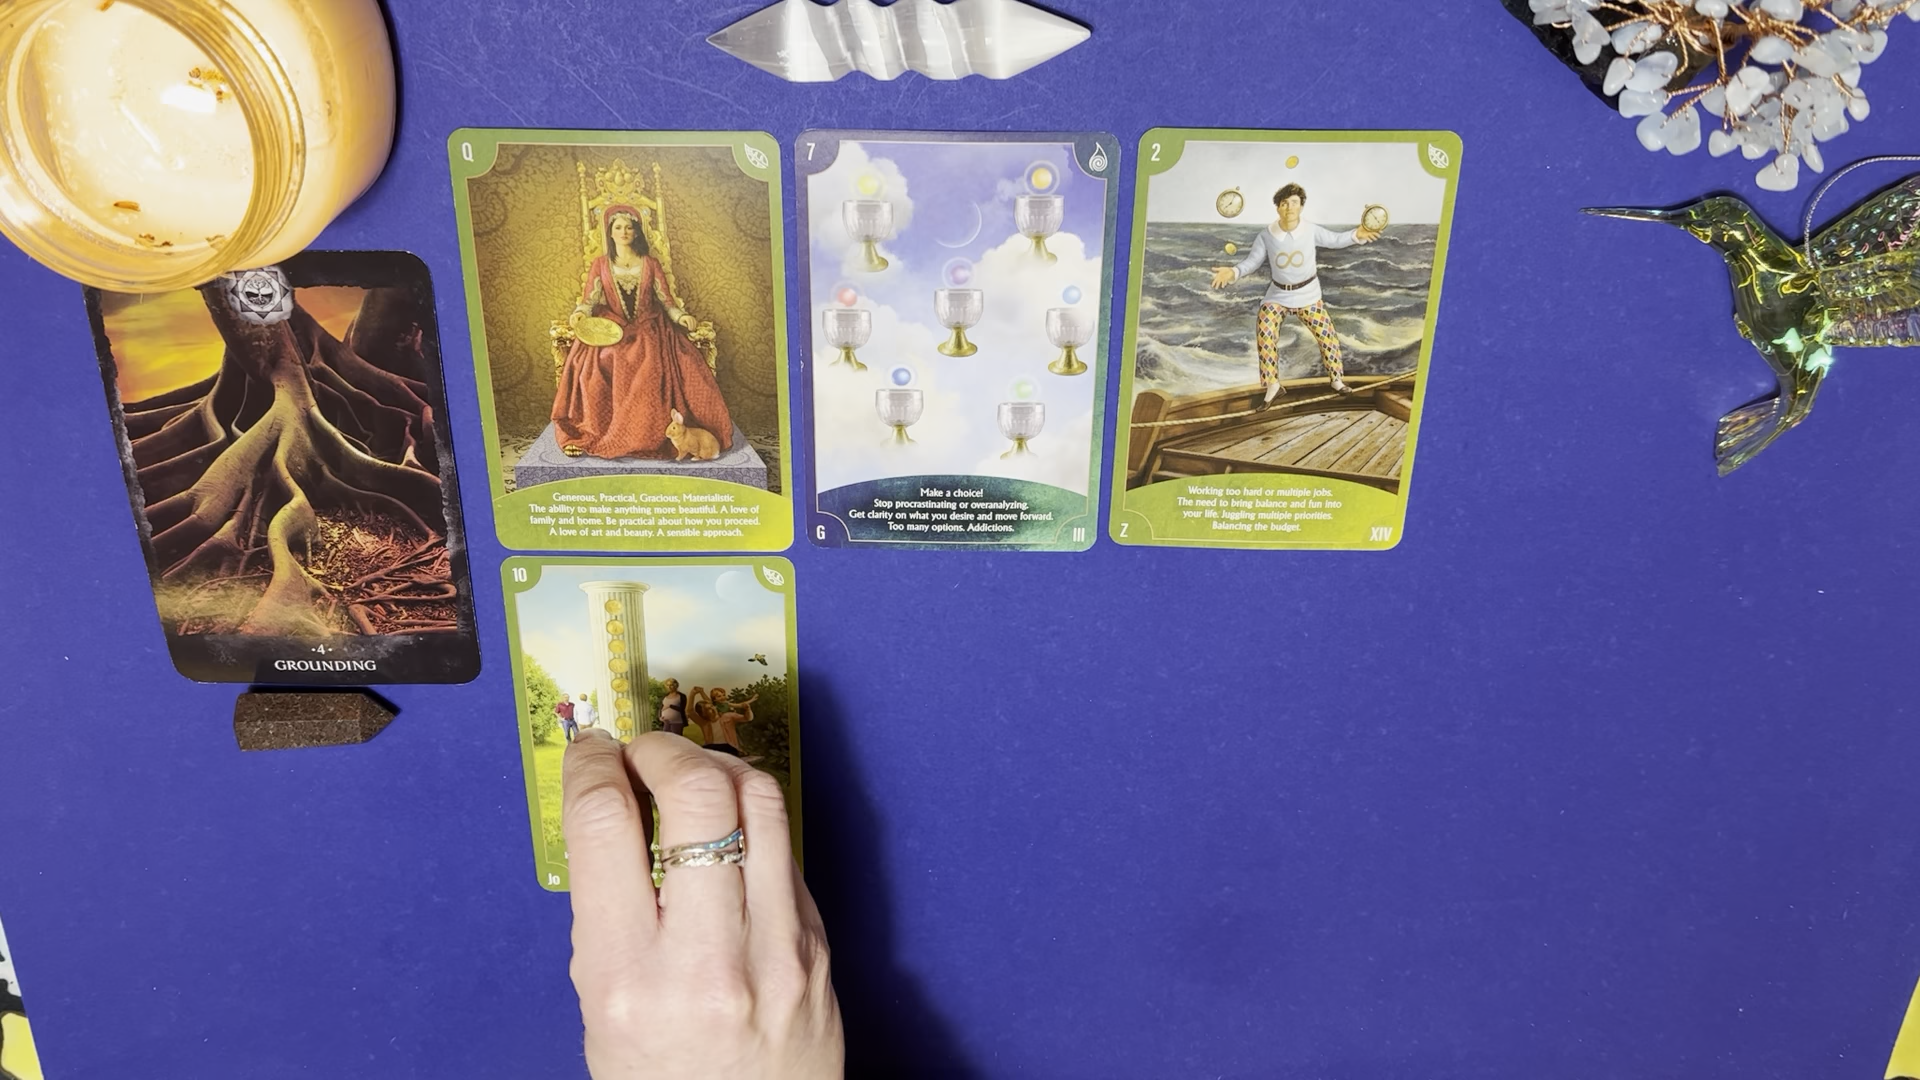 ·4·
GROUNDING
Q
Generous, Practical, Gracious, Materialistic
The ability to make anything more beautiful. A love of
family and home. Be practical about how you proceed.
A love of art and beauty. A sensible approach.
7
Make a choice!
Stop procrastinating or overanalyzing.
Get clarity on what you desire and move forward.
Too many options. Addictions.
G
III
2
Working too hard or multiple jobs.
The need to bring balance and fun into
your life. Juggling multiple priorities.
Balancing the budget.
Z
XIV
10
Jo